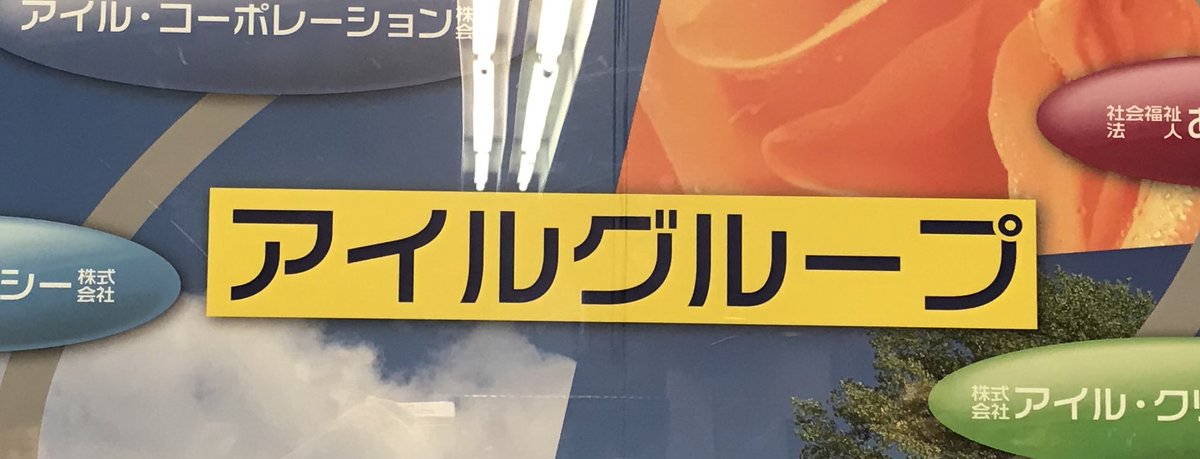 アイル・コーポレーション株式会
社会福祉法人
アイルグループ
シー株式会社
株式会社アイル・ク